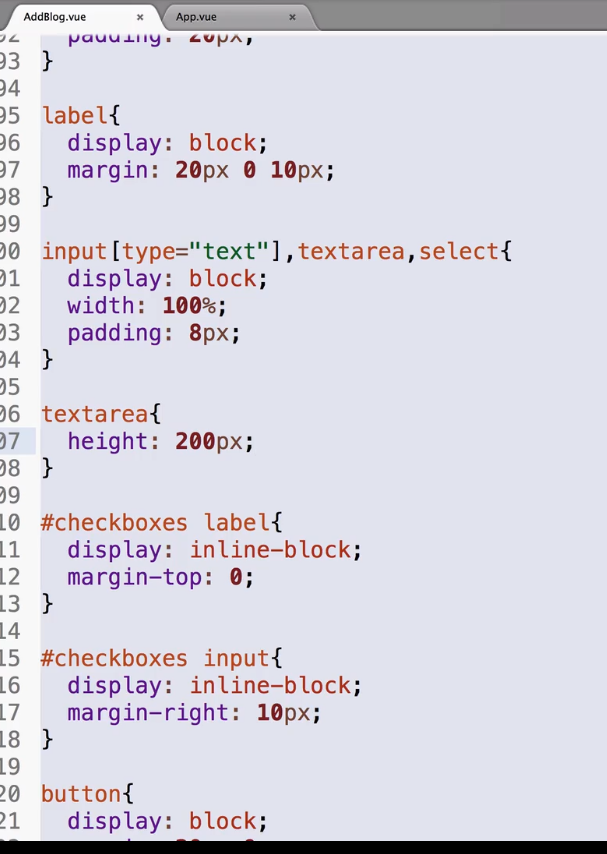 AddBlog.vue × App.vue ×
92 padding: 20px;
93 }
94
95 label{
96 display: block;
97 margin: 20px 0 10px;
98 }
99
00 input[type="text"],textarea,select{
01 display: block;
02 width: 100%;
03 padding: 8px;
04 }
05
06 textarea{
07 height: 200px;
08 }
09
10 #checkboxes label{
11 display: inline-block;
12 margin-top: 0;
13 }
14
15 #checkboxes input{
16 display: inline-block;
17 margin-right: 10px;
18 }
19
20 button{
21 display: block;